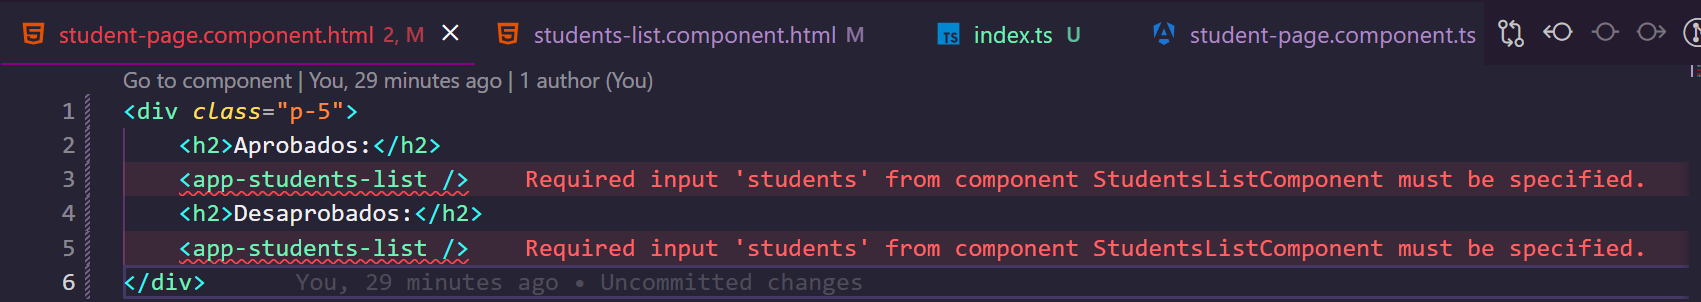 student-page.component.html 2, M students-list.component.html M TS index.ts U student-page.component.ts
Go to component | You, 29 minutes ago | 1 author (You)
1 <div class="p-5">
2 <h2>Aprobados:</h2>
3 <app-students-list /> Required input 'students' from component StudentsListComponent must be specified.
4 <h2>Desaprobados:</h2>
5 <app-students-list /> Required input 'students' from component StudentsListComponent must be specified.
6 </div> You, 29 minutes ago • Uncommitted changes